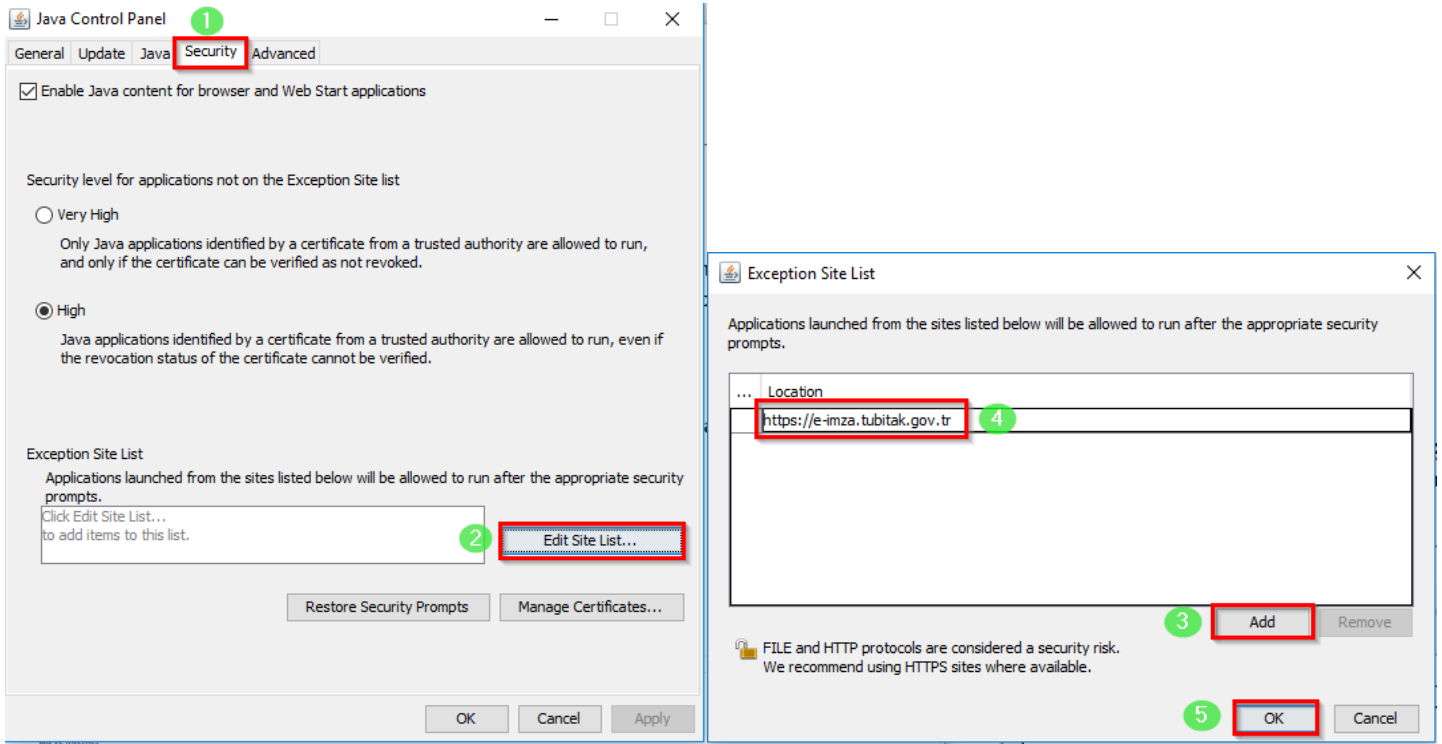 Java Control Panel
1
General Update Java Security Advanced
Enable Java content for browser and Web Start applications
Security level for applications not on the Exception Site list
Very High
Only Java applications identified by a certificate from a trusted authority are allowed to run,
and only if the certificate can be verified as not revoked.
High
Java applications identified by a certificate from a trusted authority are allowed to run, even if
the revocation status of the certificate cannot be verified.
Exception Site List
Applications launched from the sites listed below will be allowed to run after the appropriate security
prompts.
Click Edit Site List...
to add items to this list.
2
Edit Site List...
Restore Security Prompts
Manage Certificates...
OK
Cancel
Apply
Exception Site List
Applications launched from the sites listed below will be allowed to run after the appropriate security
prompts.
... Location
https://e-imza.tubitak.gov.tr
4
3
Add
Remove
FILE and HTTP protocols are considered a security risk.
We recommend using HTTPS sites where available.
5
OK
Cancel